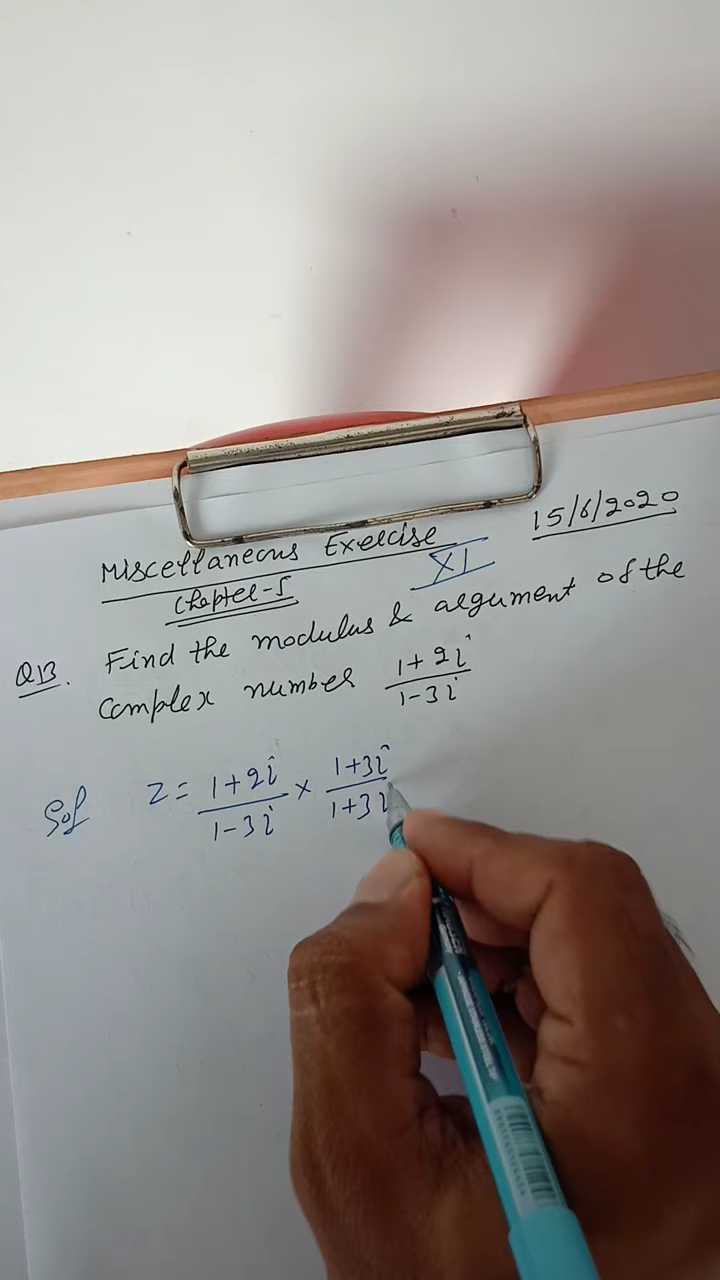 Miscellaneous Exercise
15/6/2020
Chapter-5
XI
Q13. Find the modulus & argument of the
complex number (1+2i)/(1-3i)
Sol z = (1+2i)/(1-3i) × (1+3i)/(1+3i)